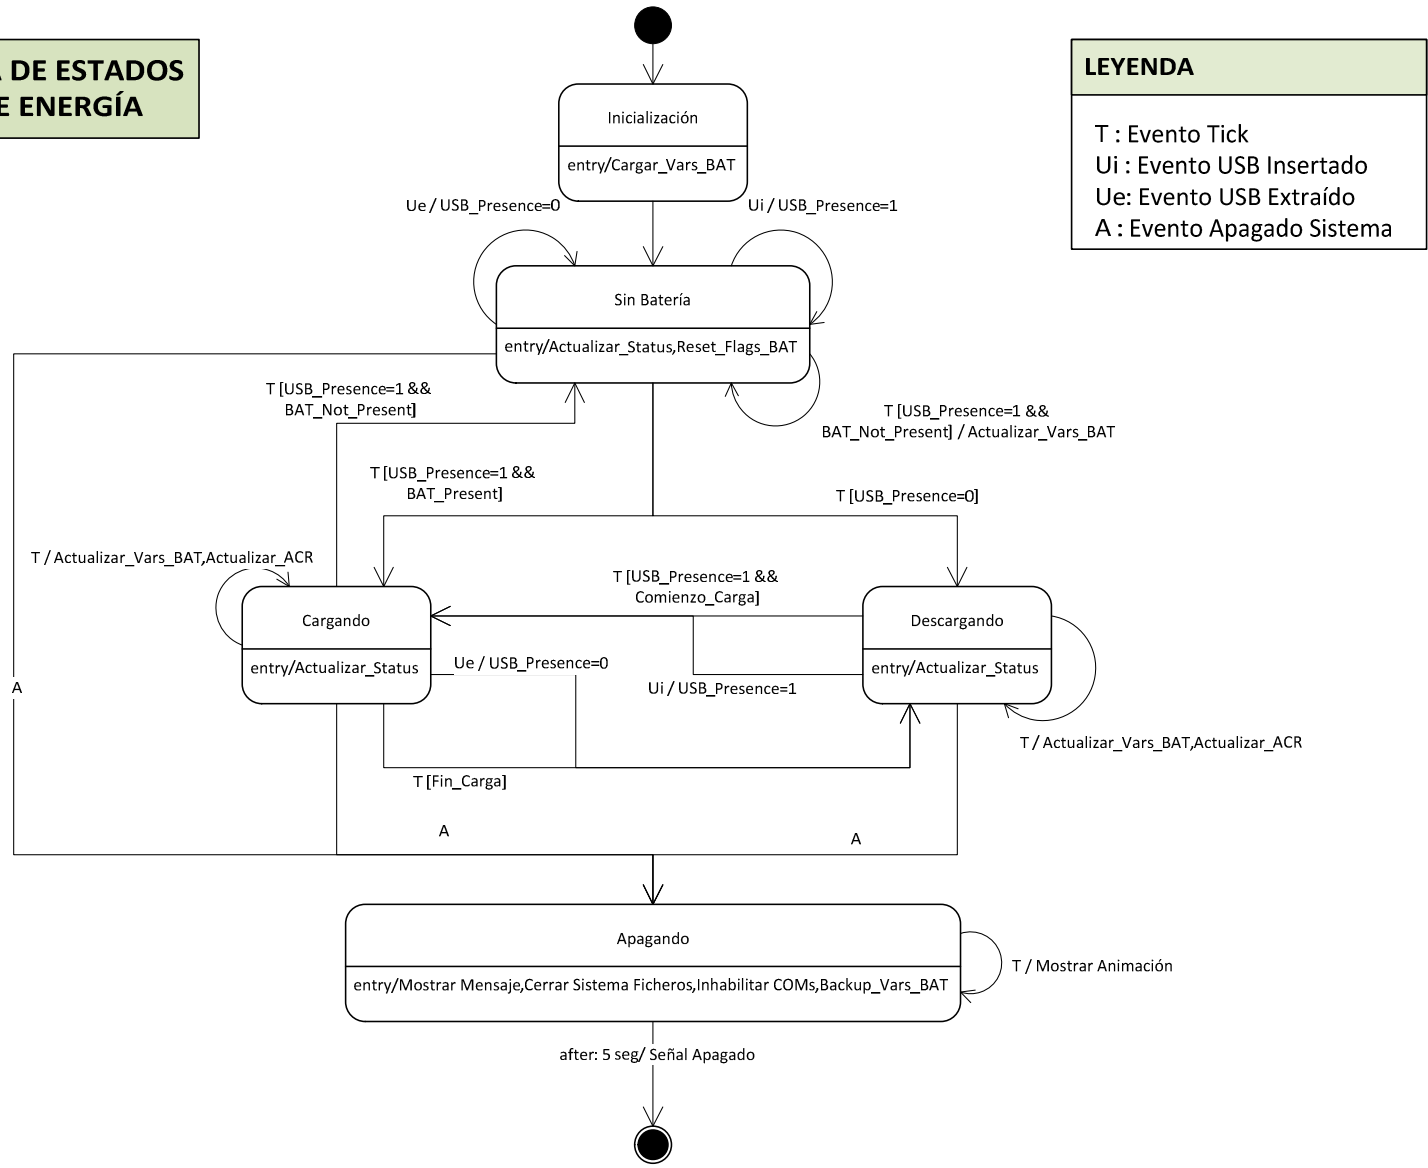 A DE ESTADOS
E ENERGÍA
LEYENDA
T : Evento Tick
Ui : Evento USB Insertado
Ue: Evento USB Extraído
A : Evento Apagado Sistema
Inicialización
entry/Cargar_Vars_BAT
Ue / USB_Presence=0
Ui / USB_Presence=1
Sin Batería
entry/Actualizar_Status,Reset_Flags_BAT
T [USB_Presence=1 &&
BAT_Not_Present]
T [USB_Presence=1 &&
BAT_Not_Present] / Actualizar_Vars_BAT
T [USB_Presence=1 &&
BAT_Present]
T [USB_Presence=0]
T / Actualizar_Vars_BAT,Actualizar_ACR
T [USB_Presence=1 &&
Comienzo_Carga]
Cargando
entry/Actualizar_Status
Descargando
entry/Actualizar_Status
Ue / USB_Presence=0
Ui / USB_Presence=1
A
T / Actualizar_Vars_BAT,Actualizar_ACR
T [Fin_Carga]
A
A
Apagando
entry/Mostrar Mensaje,Cerrar Sistema Ficheros,Inhabilitar COMs,Backup_Vars_BAT
T / Mostrar Animación
after: 5 seg/ Señal Apagado